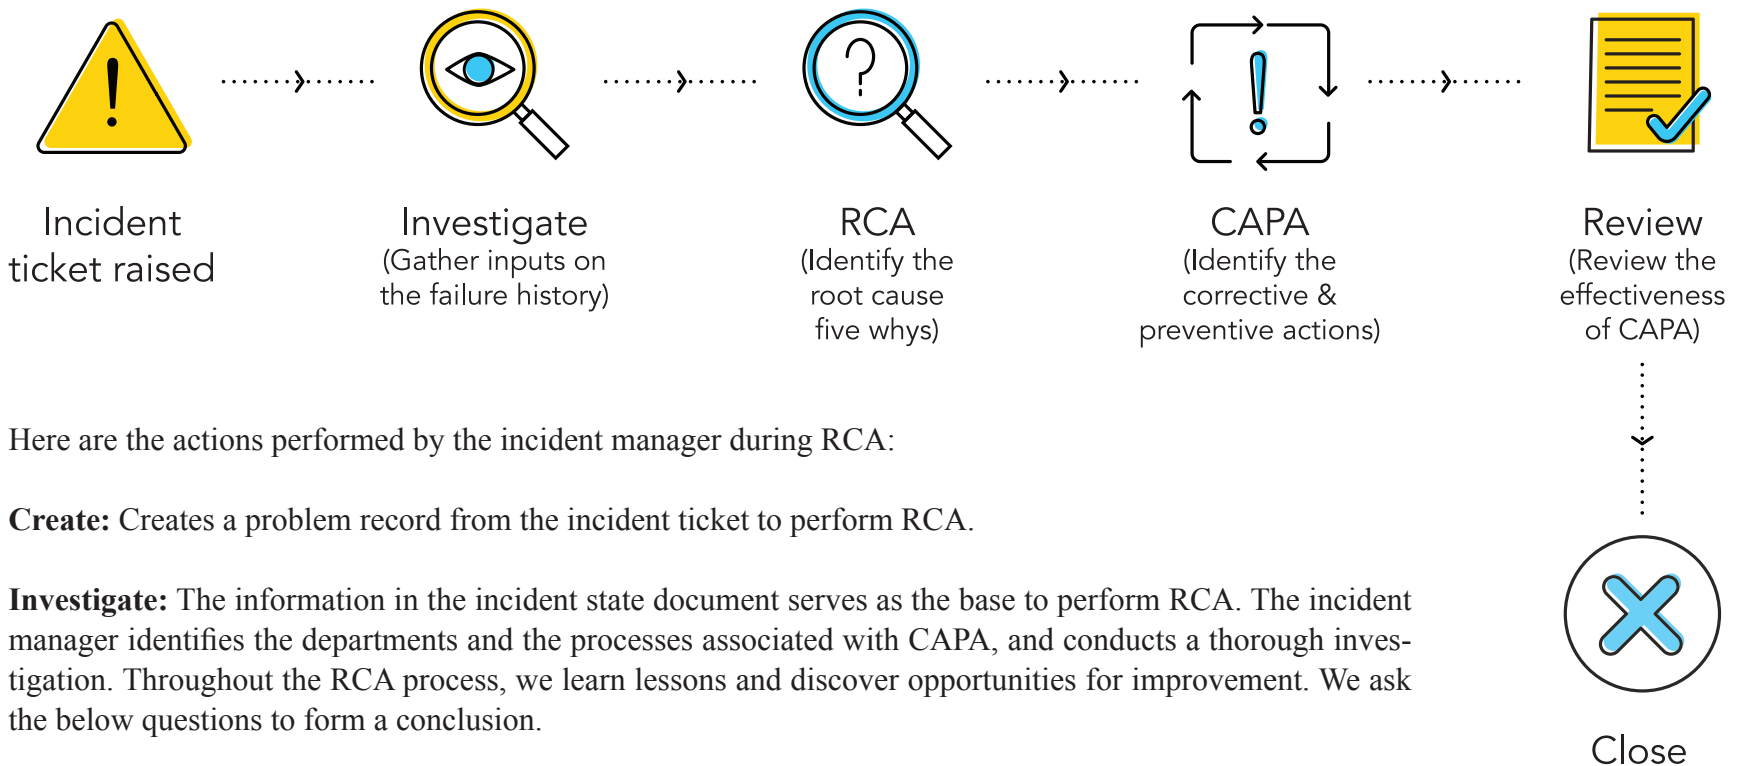 Incident
ticket raised
Investigate
(Gather inputs on
the failure history)
RCA
(Identify the
root cause
five whys)
CAPA
(Identify the
corrective &
preventive actions)
Review
(Review the
effectiveness
of CAPA)
Close
Here are the actions performed by the incident manager during RCA:
Create: Creates a problem record from the incident ticket to perform RCA.
Investigate: The information in the incident state document serves as the base to perform RCA. The incident
manager identifies the departments and the processes associated with CAPA, and conducts a thorough inves-
tigation. Throughout the RCA process, we learn lessons and discover opportunities for improvement. We ask
the below questions to form a conclusion.